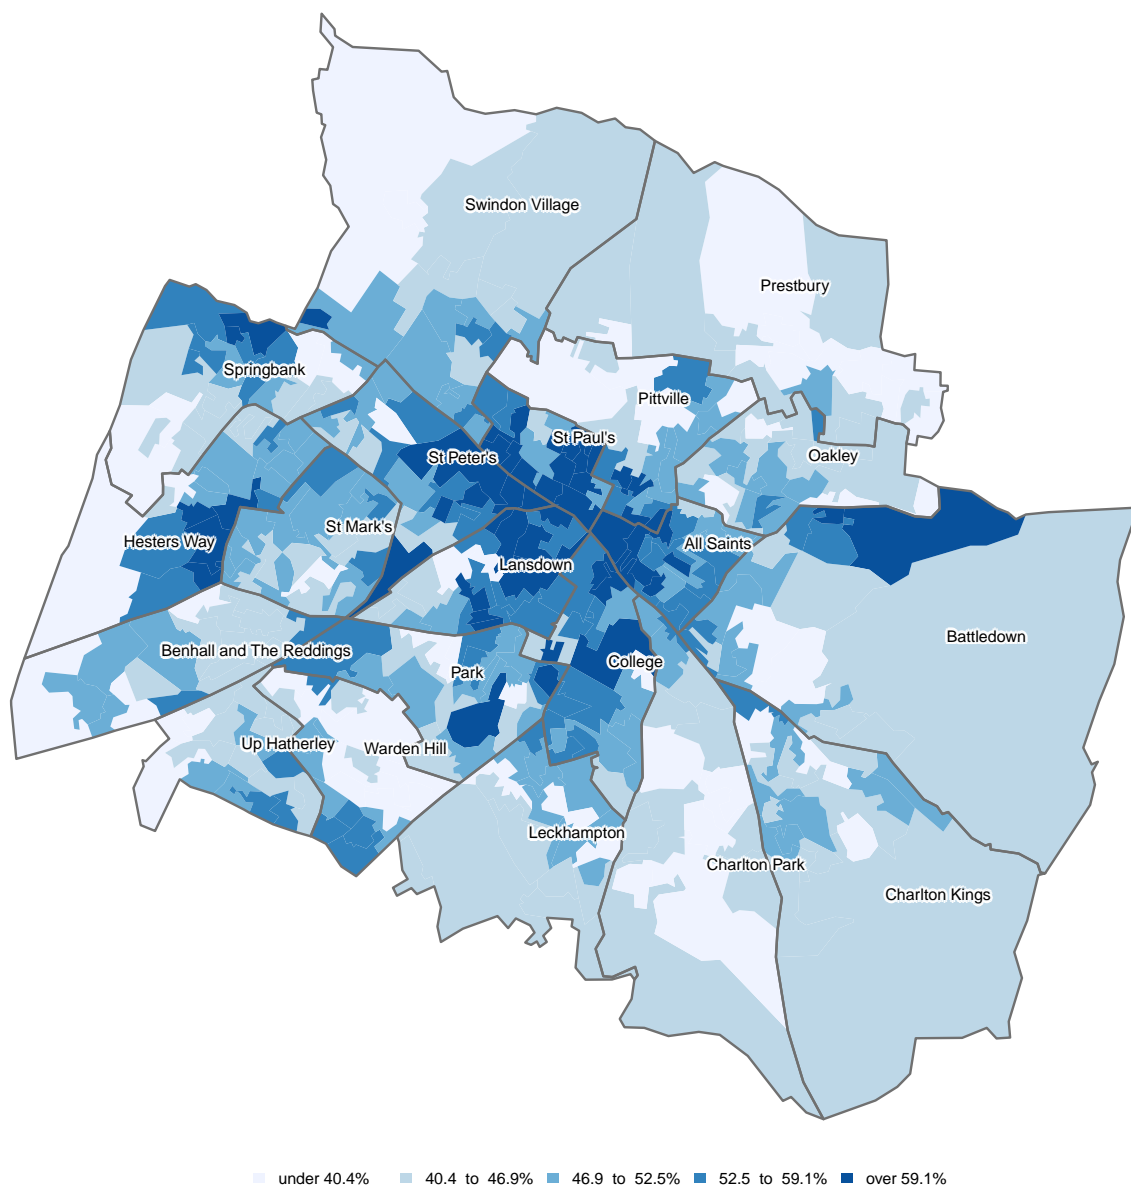 Swindon Village
Prestbury
Springbank
Pittville
St Paul's
St Peter's
Oakley
St Mark's
Hesters Way
All Saints
Lansdown
Battledown
Benhall and The Reddings
College
Park
Up Hatherley
Warden Hill
Leckhampton
Charlton Park
Charlton Kings
under 40.4% 40.4 to 46.9% 46.9 to 52.5% 52.5 to 59.1% over 59.1%